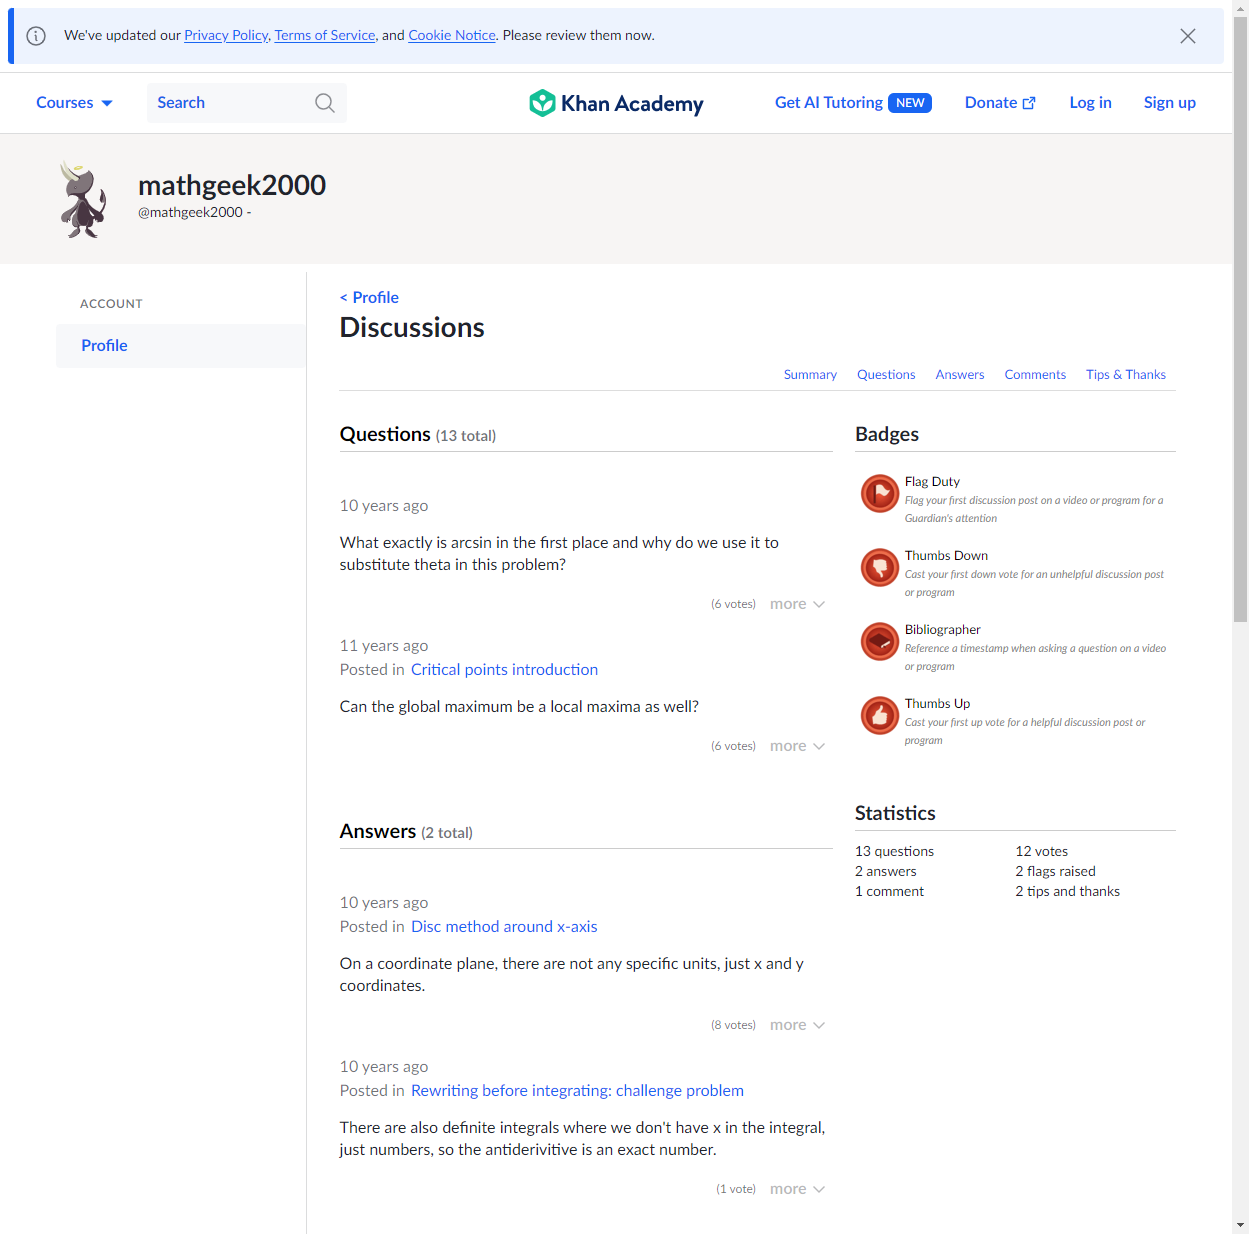 We've updated our Privacy Policy, Terms of Service, and Cookie Notice. Please review them now.
Courses
Search
Khan Academy
Get AI Tutoring NEW
Donate
Log in
Sign up
mathgeek2000
@mathgeek2000 -
ACCOUNT
Profile
< Profile
Discussions
Summary Questions Answers Comments Tips & Thanks
Questions (13 total)
10 years ago
What exactly is arcsin in the first place and why do we use it to
substitute theta in this problem?
(6 votes) more
11 years ago
Posted in Critical points introduction
Can the global maximum be a local maxima as well?
(6 votes) more
Answers (2 total)
10 years ago
Posted in Disc method around x-axis
On a coordinate plane, there are not any specific units, just x and y
coordinates.
(8 votes) more
10 years ago
Posted in Rewriting before integrating: challenge problem
There are also definite integrals where we don't have x in the integral,
just numbers, so the antiderivitive is an exact number.
(1 vote) more
Badges
Flag Duty
Flag your first discussion post on a video or program for a
Guardian's attention
Thumbs Down
Cast your first down vote for an unhelpful discussion post
or program
Bibliographer
Reference a timestamp when asking a question on a video
or program
Thumbs Up
Cast your first up vote for a helpful discussion post or
program
Statistics
13 questions
2 answers
1 comment
12 votes
2 flags raised
2 tips and thanks